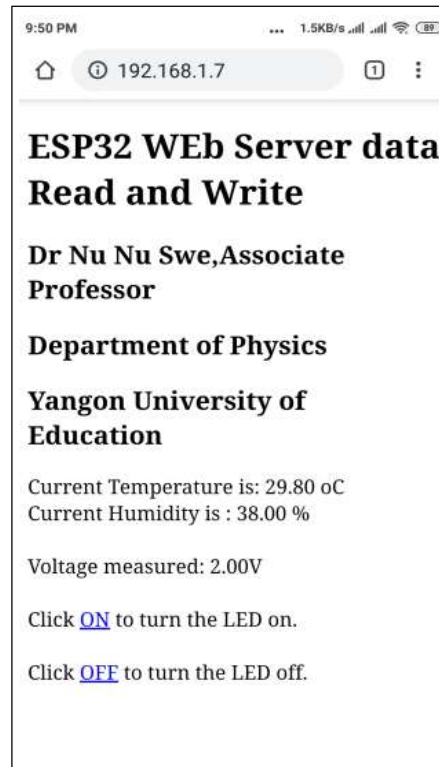 9:50 PM ... 1.5KB/s 89
192.168.1.7 1
ESP32 WEb Server data
Read and Write
Dr Nu Nu Swe,Associate
Professor
Department of Physics
Yangon University of
Education
Current Temperature is: 29.80 oC
Current Humidity is : 38.00 %
Voltage measured: 2.00V
Click ON to turn the LED on.
Click OFF to turn the LED off.